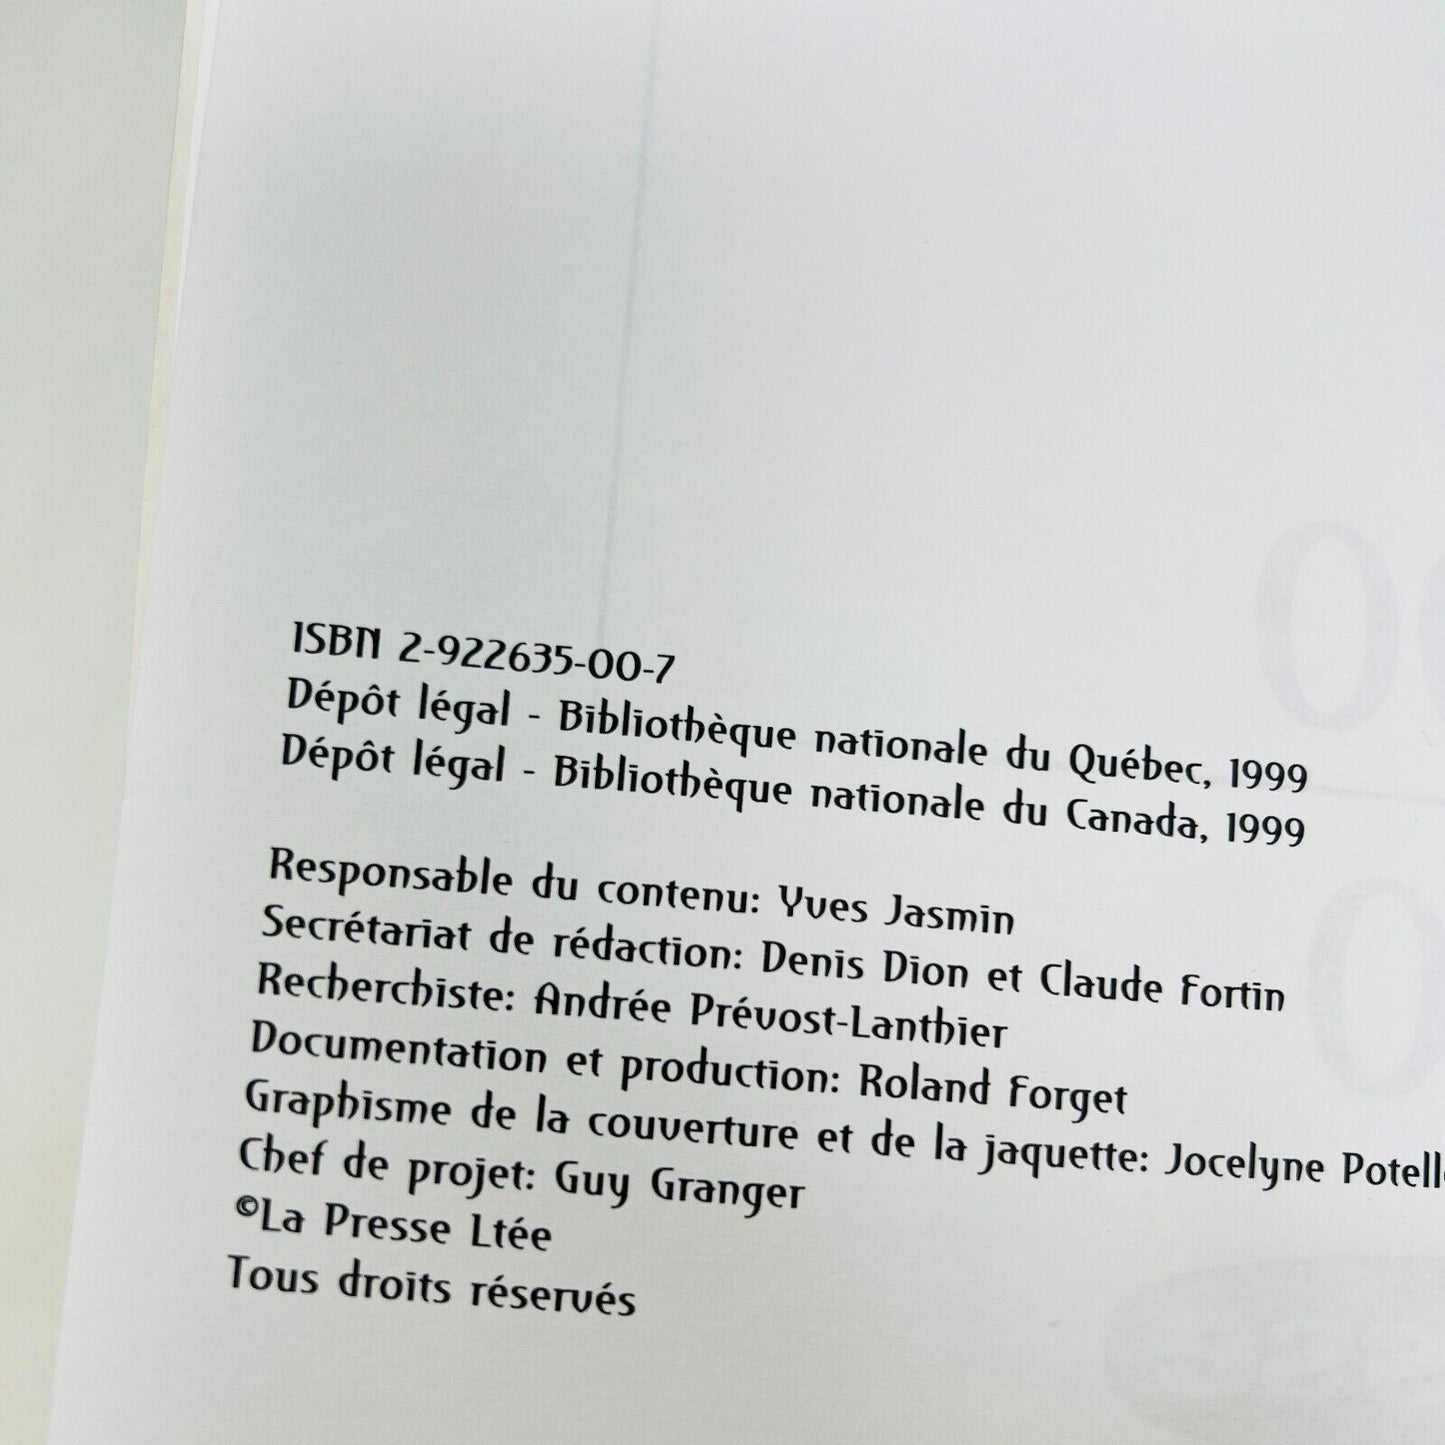 ISBN 2-922635-00-7
Dépôt légal - Bibliothèque nationale du Québec, 1999
Dépôt légal - Bibliothèque nationale du Canada, 1999
Responsable du contenu: Yves Jasmin
Secrétariat de rédaction: Denis Dion et Claude Fortin
Recherchiste: Andrée Prévost-Lanthier
Documentation et production: Roland Forget
Graphisme de la couverture et de la jaquette: Jocelyne
Chef de projet: Guy Granger
©La Presse Ltée
Tous droits réservés